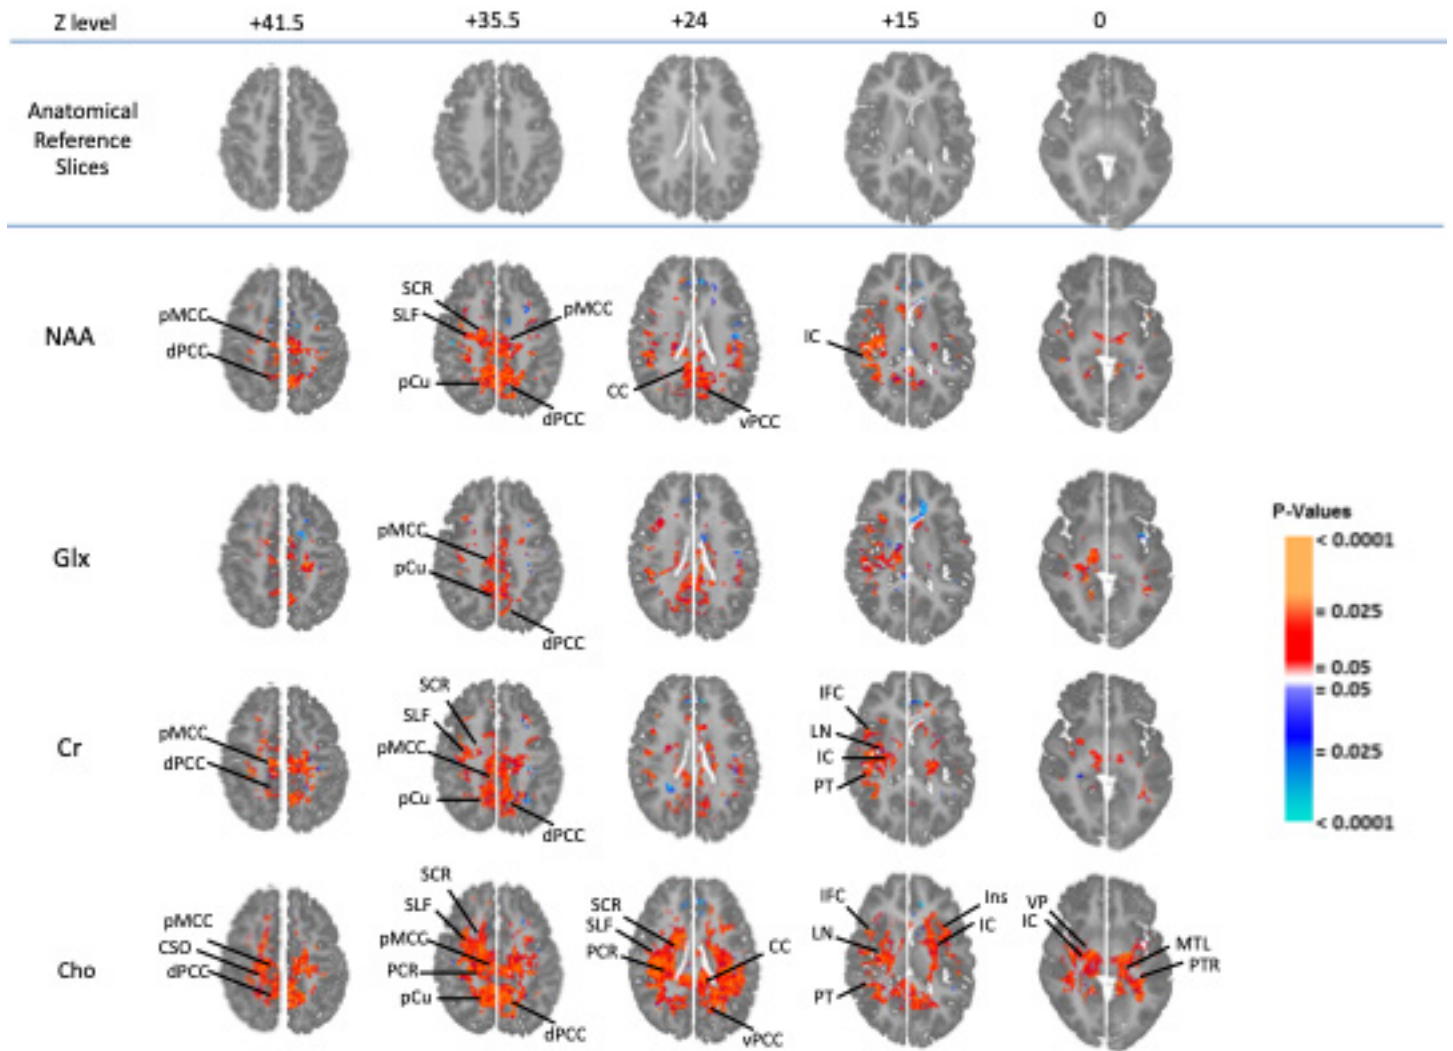 Z level +41.5 +35.5 +24 +15 0
Anatomical
Reference
Slices
NAA
pMCC
dPCC
SCR
SLF
pMCC
pCu
dPCC
CC
vPCC
IC
Glx
pMCC
pCu
dPCC
P-Values
< 0.0001
= 0.025
= 0.05
= 0.05
= 0.025
< 0.0001
Cr
pMCC
dPCC
SCR
SLF
pMCC
pCu
dPCC
IFC
LN
IC
PT
Cho
pMCC
CSO
dPCC
SCR
SLF
pMCC
PCR
pCu
dPCC
SCR
SLF
PCR
CC
vPCC
IFC
LN
PT
Ins
IC
VP
IC
MTL
PTR